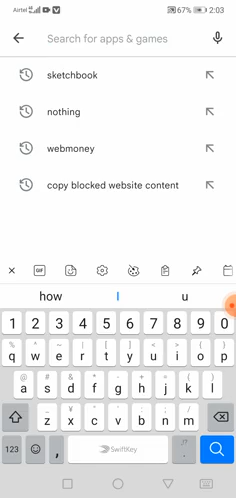 Airtel 67% 2:03
Search for apps & games
sketchbook
nothing
webmoney
copy blocked website content
GIF
how I u
1 2 3 4 5 6 7 8 9 0
q w e r t y u i o p
@ # & * - + = ( )
a s d f g h j k l
z x c v b n m
123 , SwiftKey .